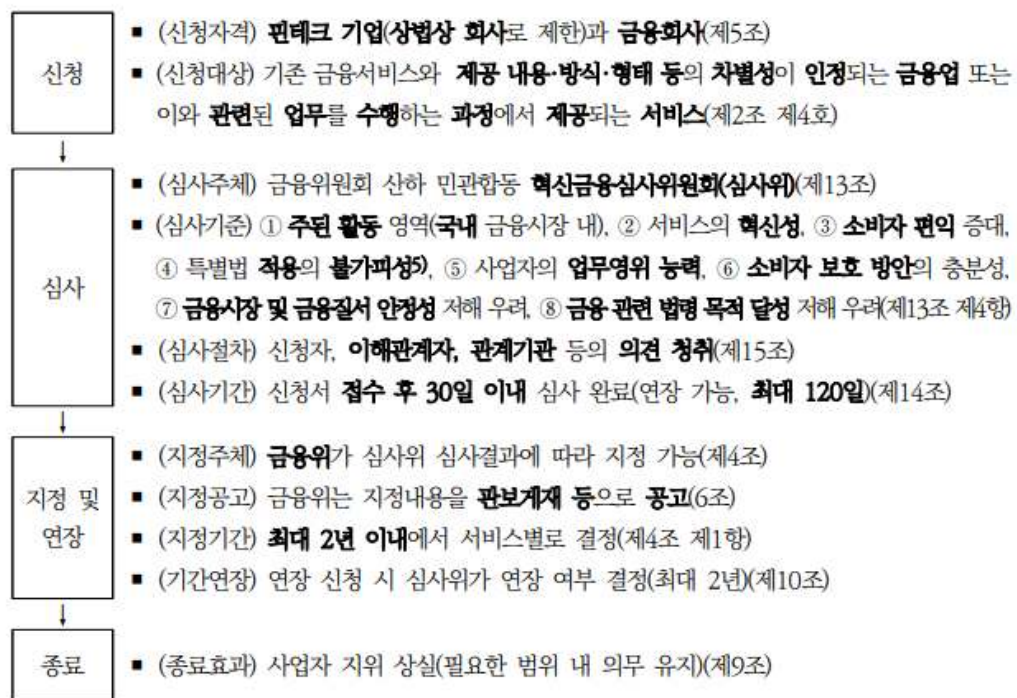 신청
▪ (신청자격) 핀테크 기업(상법상 회사로 제한)과 금융회사(제5조)
▪ (신청대상) 기존 금융서비스와 제공 내용·방식·형태 등의 차별성이 인정되는 금융업 또는
이와 관련된 업무를 수행하는 과정에서 제공되는 서비스(제2조 제4호)
↓
심사
▪ (심사주체) 금융위원회 산하 민관합동 혁신금융심사위원회(심사위)(제13조)
▪ (심사기준) ① 주된 활동 영역(국내 금융시장 내), ② 서비스의 혁신성, ③ 소비자 편익 증대,
④ 특별법 적용의 불가피성5), ⑤ 사업자의 업무영위 능력, ⑥ 소비자 보호 방안의 충분성,
⑦ 금융시장 및 금융질서 안정성 저해 우려, ⑧ 금융 관련 법령 목적 달성 저해 우려(제13조 제4항)
▪ (심사절차) 신청자, 이해관계자, 관계기관 등의 의견 청취(제15조)
▪ (심사기간) 신청서 접수 후 30일 이내 심사 완료(연장 가능, 최대 120일)(제14조)
↓
지정 및
연장
▪ (지정주체) 금융위가 심사위 심사결과에 따라 지정 가능(제4조)
▪ (지정공고) 금융위는 지정내용을 관보게재 등으로 공고(6조)
▪ (지정기간) 최대 2년 이내에서 서비스별로 결정(제4조 제1항)
▪ (기간연장) 연장 신청 시 심사위가 연장 여부 결정(최대 2년)(제10조)
↓
종료
▪ (종료효과) 사업자 지위 상실(필요한 범위 내 의무 유지)(제9조)